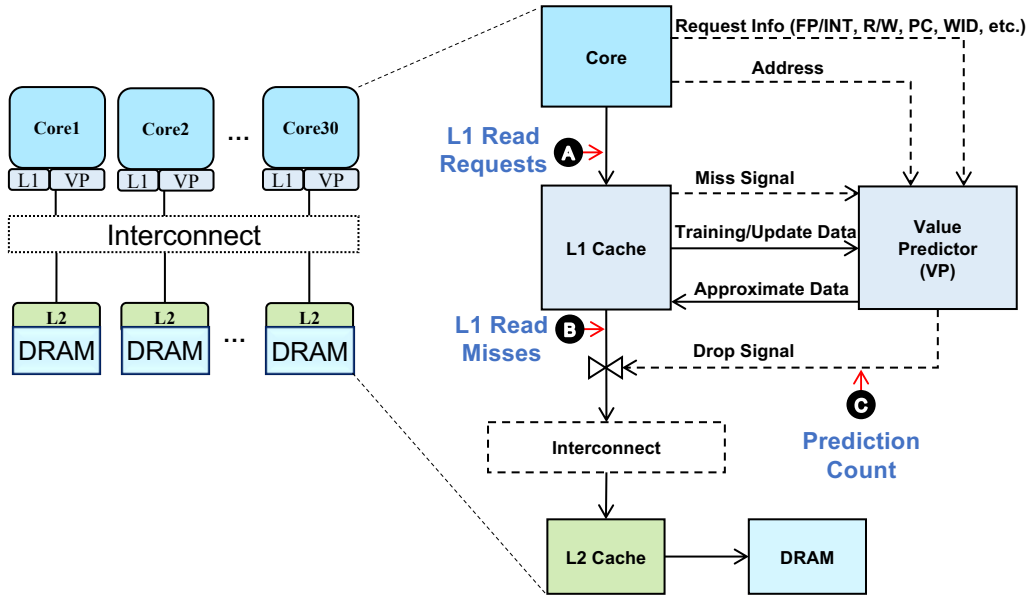 Core1
Core2
...
Core30
L1 VP
L1 VP
L1 VP
Interconnect
L2
L2
L2
DRAM
DRAM
...
DRAM
Core
Request Info (FP/INT, R/W, PC, WID, etc.)
Address
L1 Read
Requests
A
L1 Cache
Miss Signal
Training/Update Data
Approximate Data
Value
Predictor
(VP)
L1 Read
Misses
B
Drop Signal
C
Prediction
Count
Interconnect
L2 Cache
DRAM